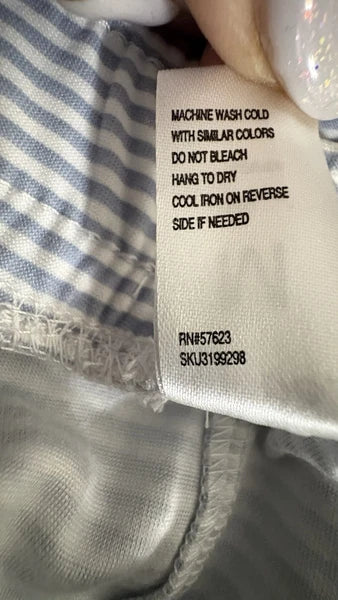 MACHINE WASH COLD
WITH SIMILAR COLORS
DO NOT BLEACH
HANG TO DRY
COOL IRON ON REVERSE
SIDE IF NEEDED
RN#57623
SKU3199298